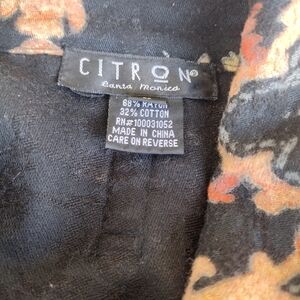 CITRON®
Santa Monica
68% RAYON
32% COTTON
RN#100031052
MADE IN CHINA
CARE ON REVERSE